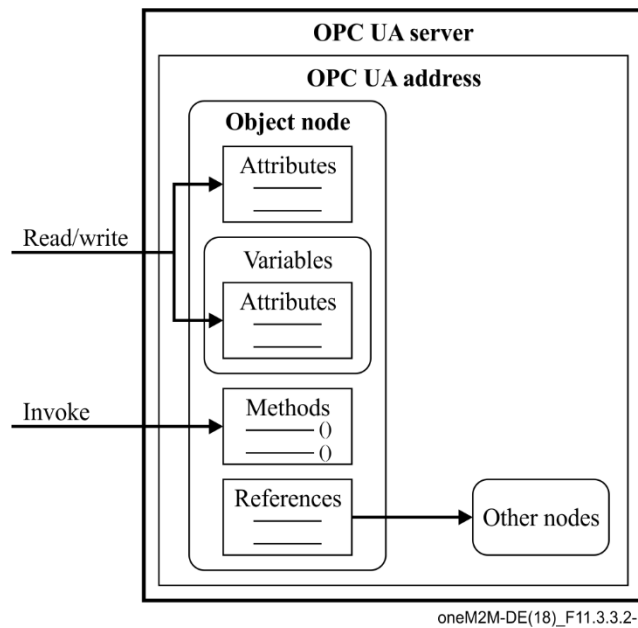 OPC UA server
OPC UA address
Object node
Attributes
Read/write
Variables
Attributes
Invoke
Methods
()
()
References
Other nodes
oneM2M-DE(18)_F11.3.3.2-